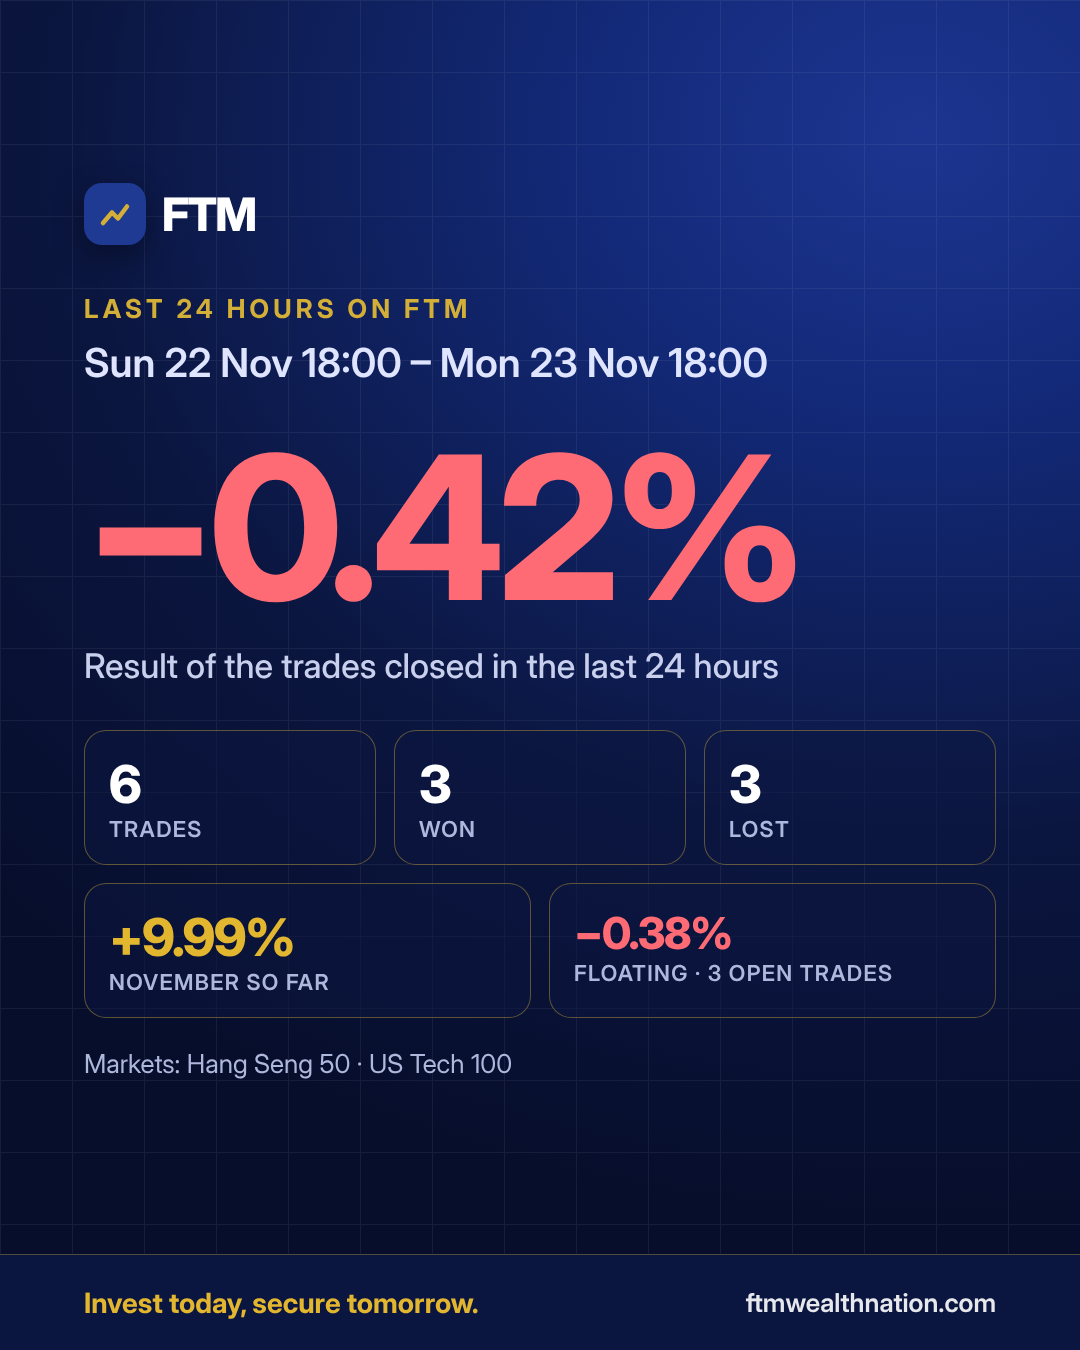 FTM
LAST 24 HOURS ON FTM
Sun 22 Nov 18:00 – Mon 23 Nov 18:00
–0.42%
Result of the trades closed in the last 24 hours
6
TRADES
3
WON
3
LOST
+9.99%
NOVEMBER SO FAR
–0.38%
FLOATING · 3 OPEN TRADES
Markets: Hang Seng 50 · US Tech 100
Invest today, secure tomorrow.
ftmwealthnation.com